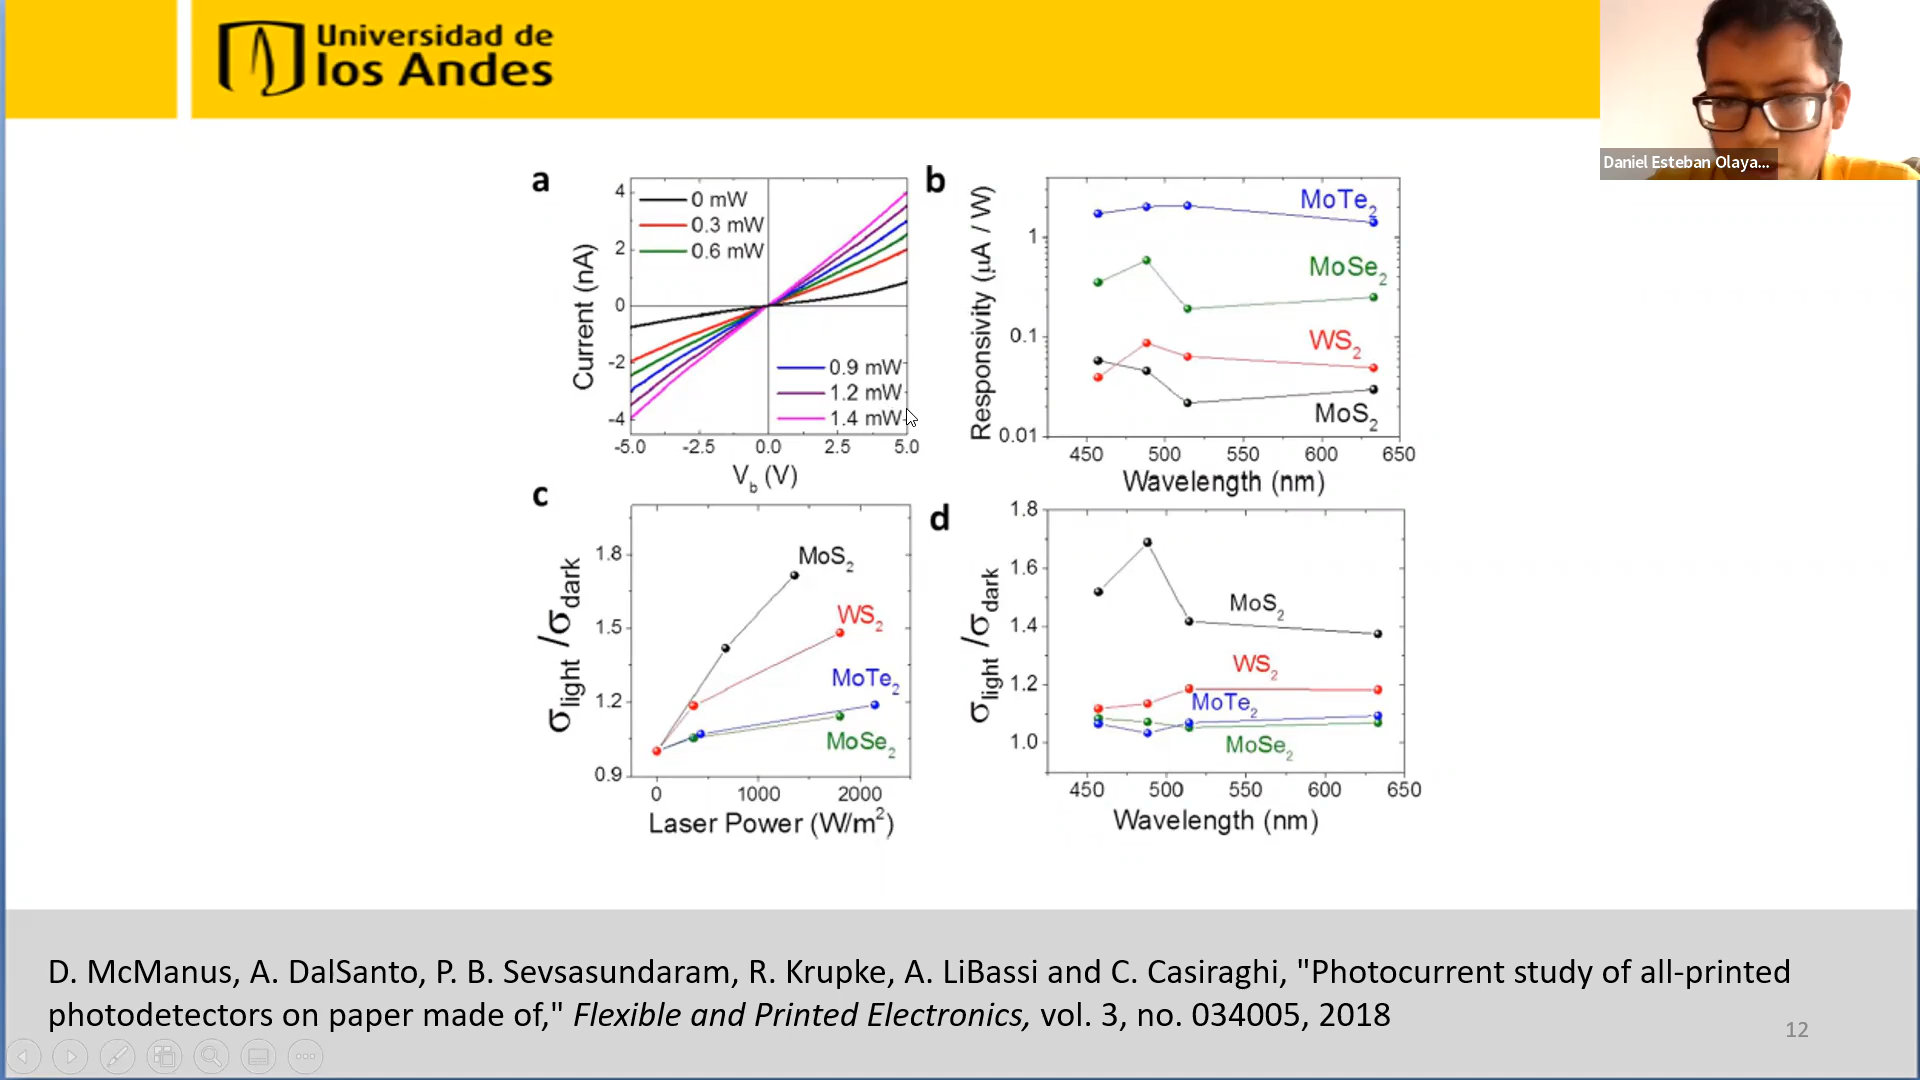 Universidad de
los Andes
Daniel Esteban Olaya...
a
4
2
0
-2
-4
Current (nA)
0 mW
0.3 mW
0.6 mW
0.9 mW
1.2 mW
1.4 mW
-5.0 -2.5 0.0 2.5 5.0
V_b (V)
b
1
0.1
0.01
Responsivity (μA / W)
MoTe₂
MoSe₂
WS₂
MoS₂
450 500 550 600 650
Wavelength (nm)
c
1.8
1.5
1.2
0.9
σ_light /σ_dark
MoS₂
WS₂
MoTe₂
MoSe₂
0 1000 2000
Laser Power (W/m²)
d
1.8
1.6
1.4
1.2
1.0
σ_light /σ_dark
MoS₂
WS₂
MoTe₂
MoSe₂
450 500 550 600 650
Wavelength (nm)
D. McManus, A. DalSanto, P. B. Sevsasundaram, R. Krupke, A. LiBassi and C. Casiraghi, "Photocurrent study of all-printed
photodetectors on paper made of," Flexible and Printed Electronics, vol. 3, no. 034005, 2018
12